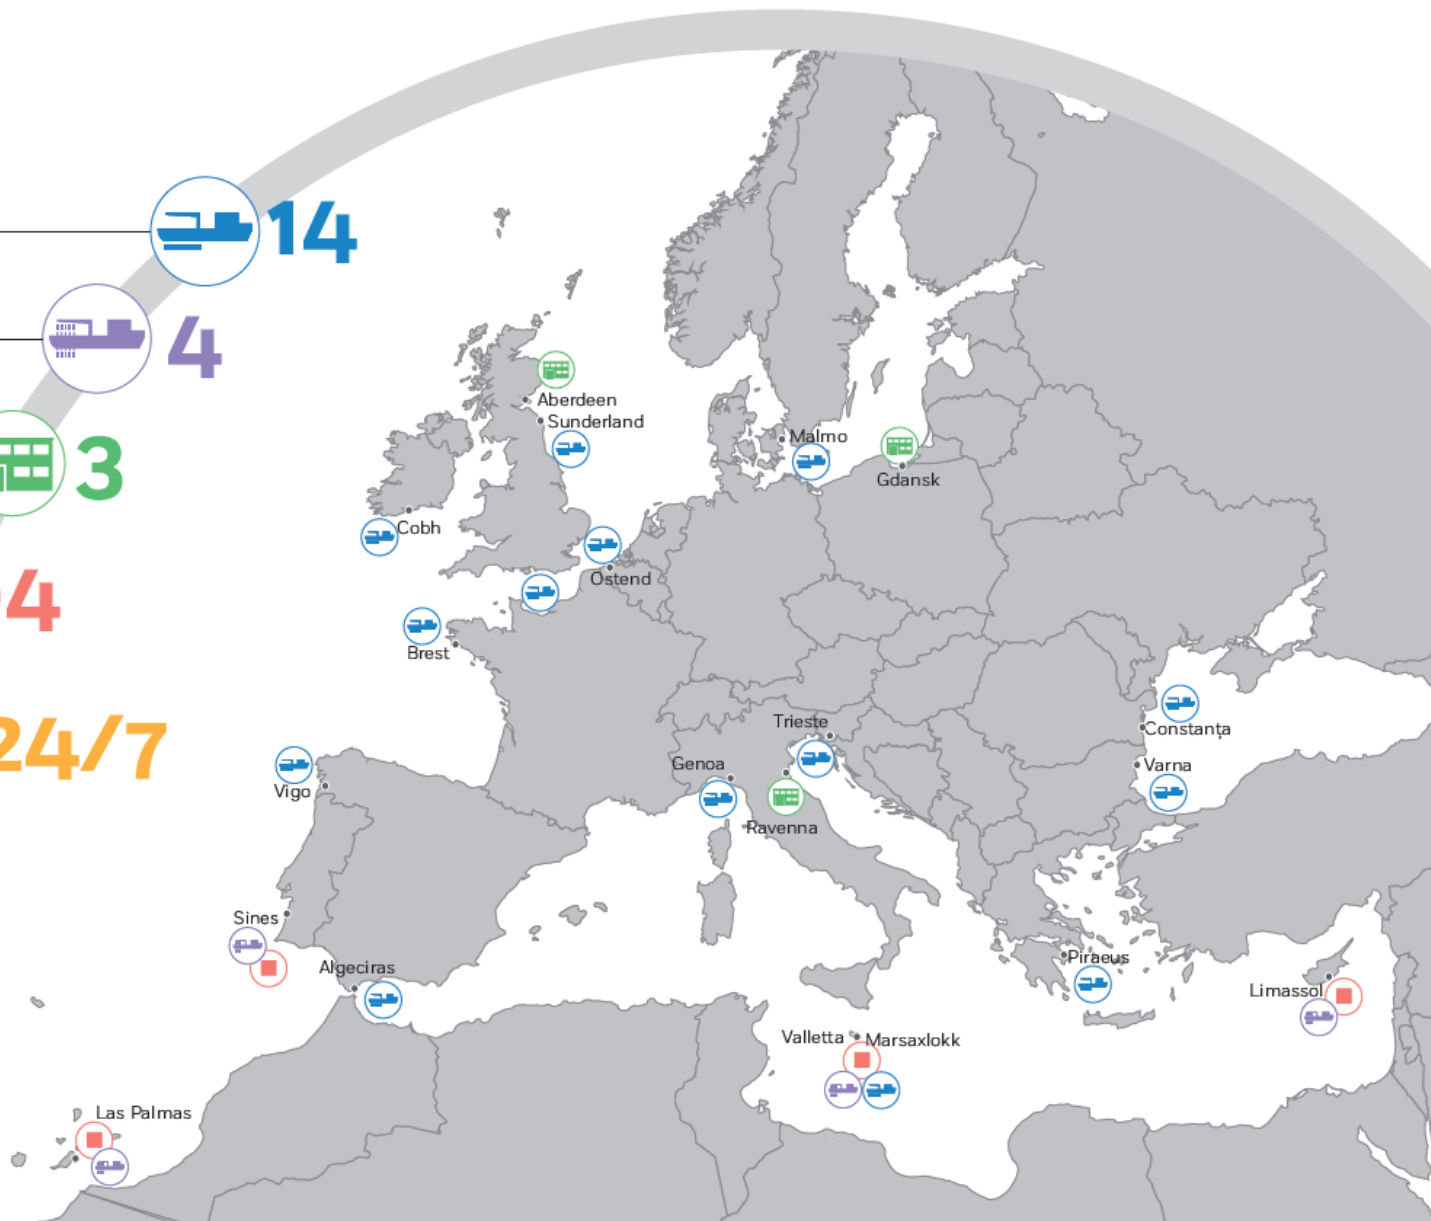 14
4
3
4
24/7
Aberdeen
Sunderland
Malmo
Gdansk
Cobh
Ostend
Brest
Trieste
Constanța
Genoa
Varna
Vigo
Ravenna
Sines
Algeciras
Piraeus
Limassol
Valletta
Marsaxlokk
Las Palmas